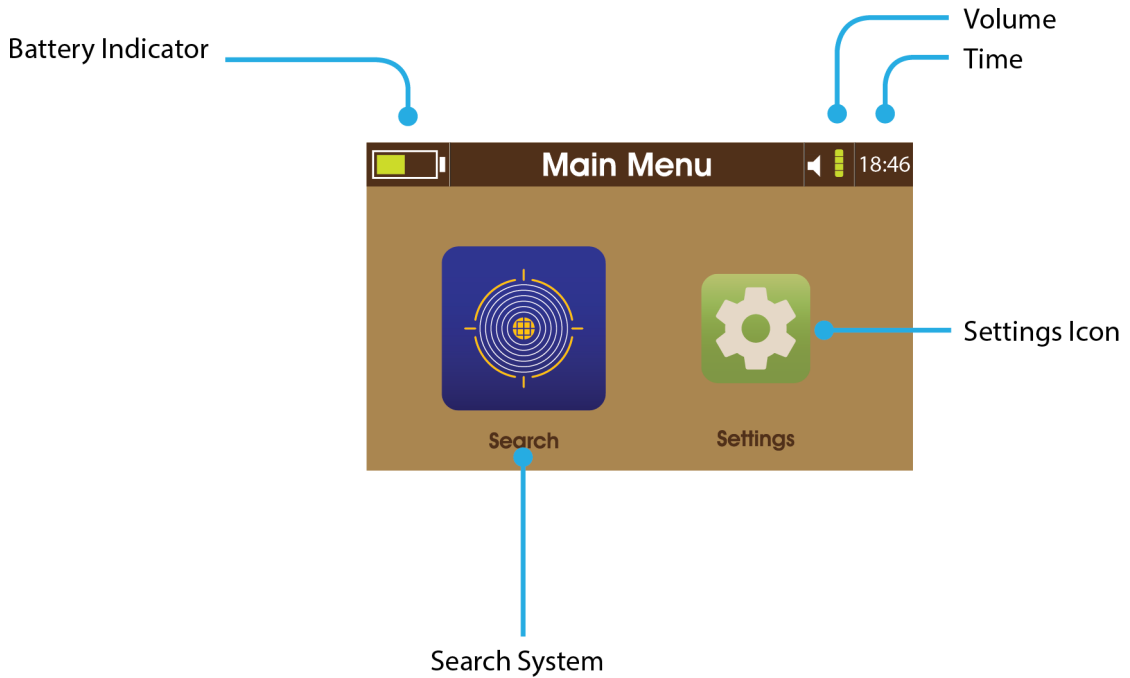 Volume
Battery Indicator
Time
Main Menu
18:46
Settings Icon
Search
Settings
Search System